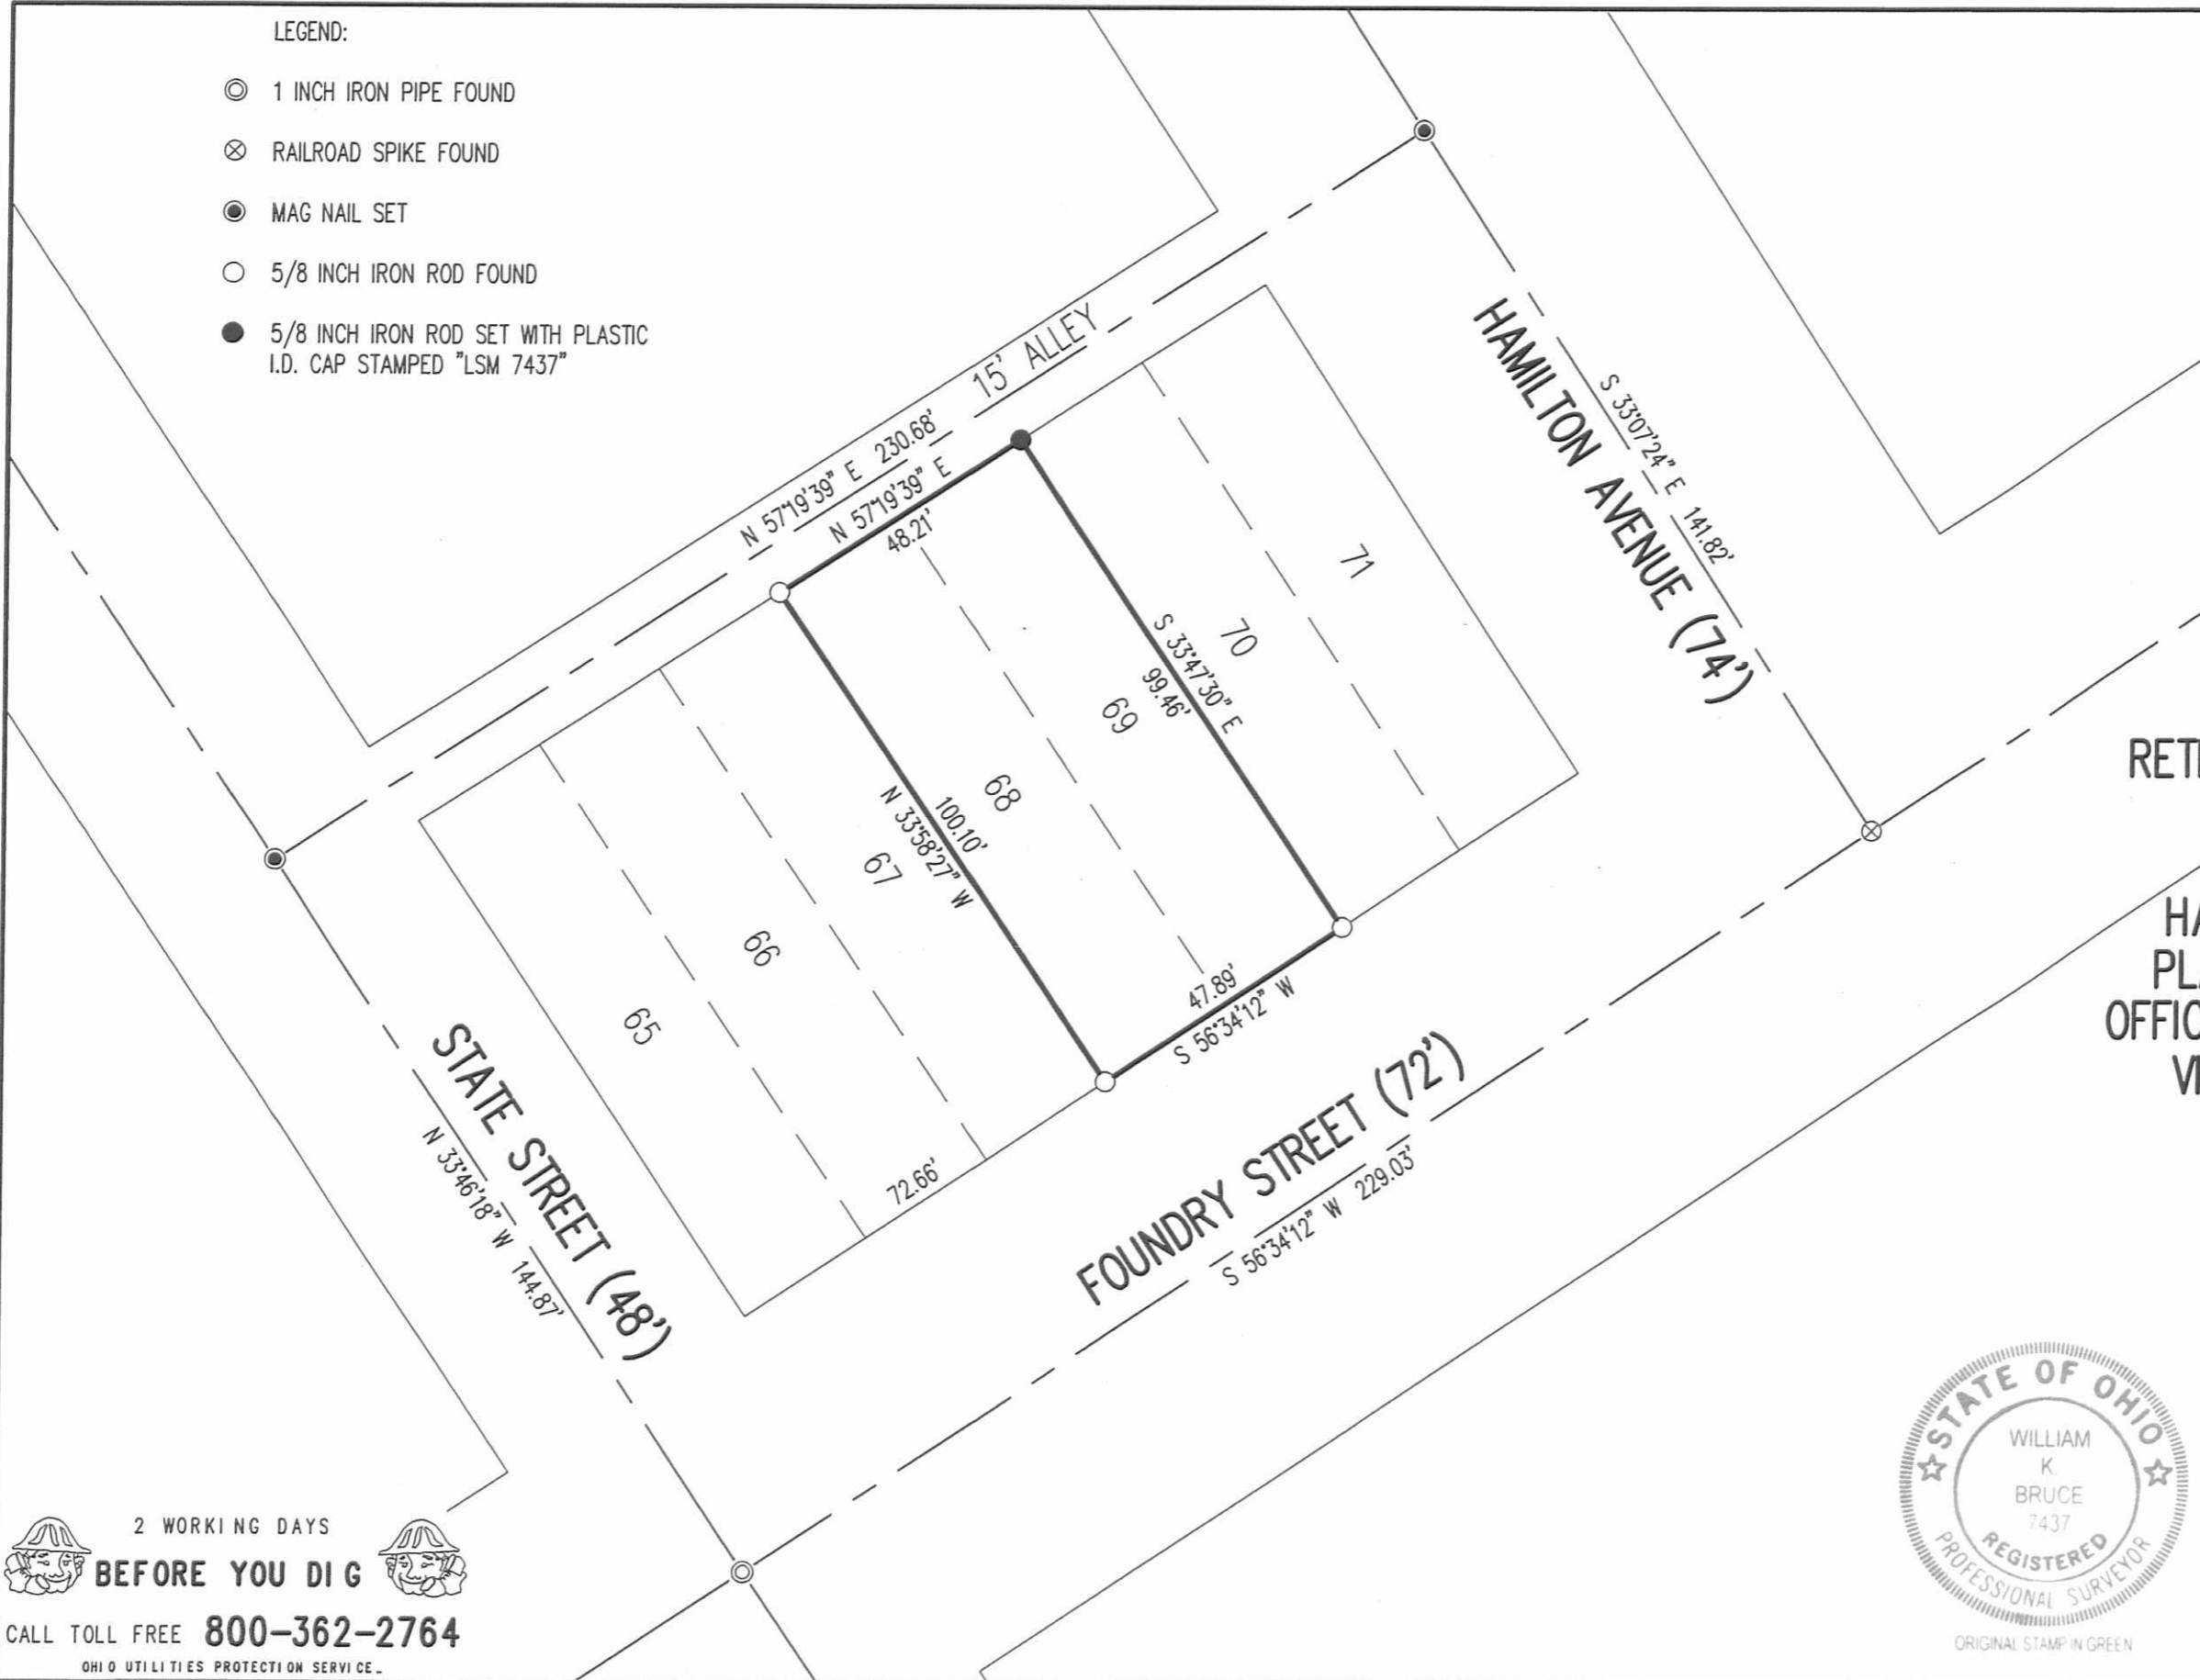 LEGEND:
1 INCH IRON PIPE FOUND
RAILROAD SPIKE FOUND
MAG NAIL SET
5/8 INCH IRON ROD FOUND
5/8 INCH IRON ROD SET WITH PLASTIC
I.D. CAP STAMPED "LSM 7437"
15' ALLEY
N 57°19'39" E 230.68'
N 57°19'39" E
48.21'
HAMILTON AVENUE (74')
S 33°07'24" E 141.82'
71
70
S 33°47'30" E
99.46'
69
68
100.10'
N 33°58'27" W
67
66
65
47.89'
S 56°34'12" W
72.66'
STATE STREET (48')
N 33°46'18" W 144.87'
FOUNDRY STREET (72')
S 56°34'12" W 229.03'
RET
HA
PL
OFFIC
V
STATE OF OHIO
WILLIAM
K.
BRUCE
7437
REGISTERED
PROFESSIONAL SURVEYOR
ORIGINAL STAMP IN GREEN
2 WORKING DAYS
BEFORE YOU DIG
CALL TOLL FREE 800-362-2764
OHIO UTILITIES PROTECTION SERVICE.